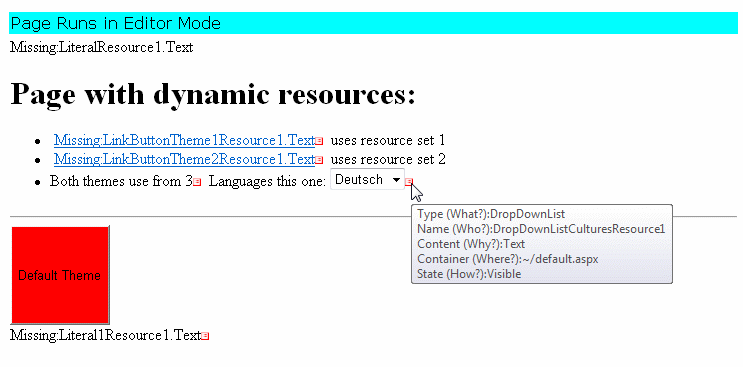 Page Runs in Editor Mode
Missing:LiteralResource1.Text
Page with dynamic resources:
Missing:LinkButtonTheme1Resource1.Text uses resource set 1
Missing:LinkButtonTheme2Resource1.Text uses resource set 2
Both themes use from 3 Languages this one: Deutsch
Type (What?):DropDownList
Name (Who?):DropDownListCulturesResource1
Content (Why?):Text
Container (Where?):~/default.aspx
State (How?):Visible
Default Theme
Missing:Literal1Resource1.Text